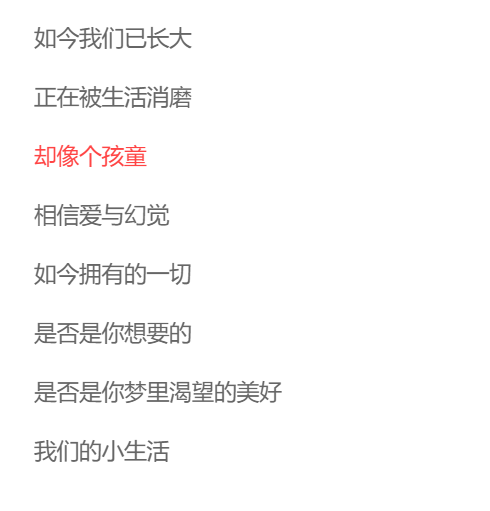 如今我们已长大
正在被生活消磨
却像个孩童
相信爱与幻觉
如今拥有的一切
是否是你想要的
是否是你梦里渴望的美好
我们的小生活